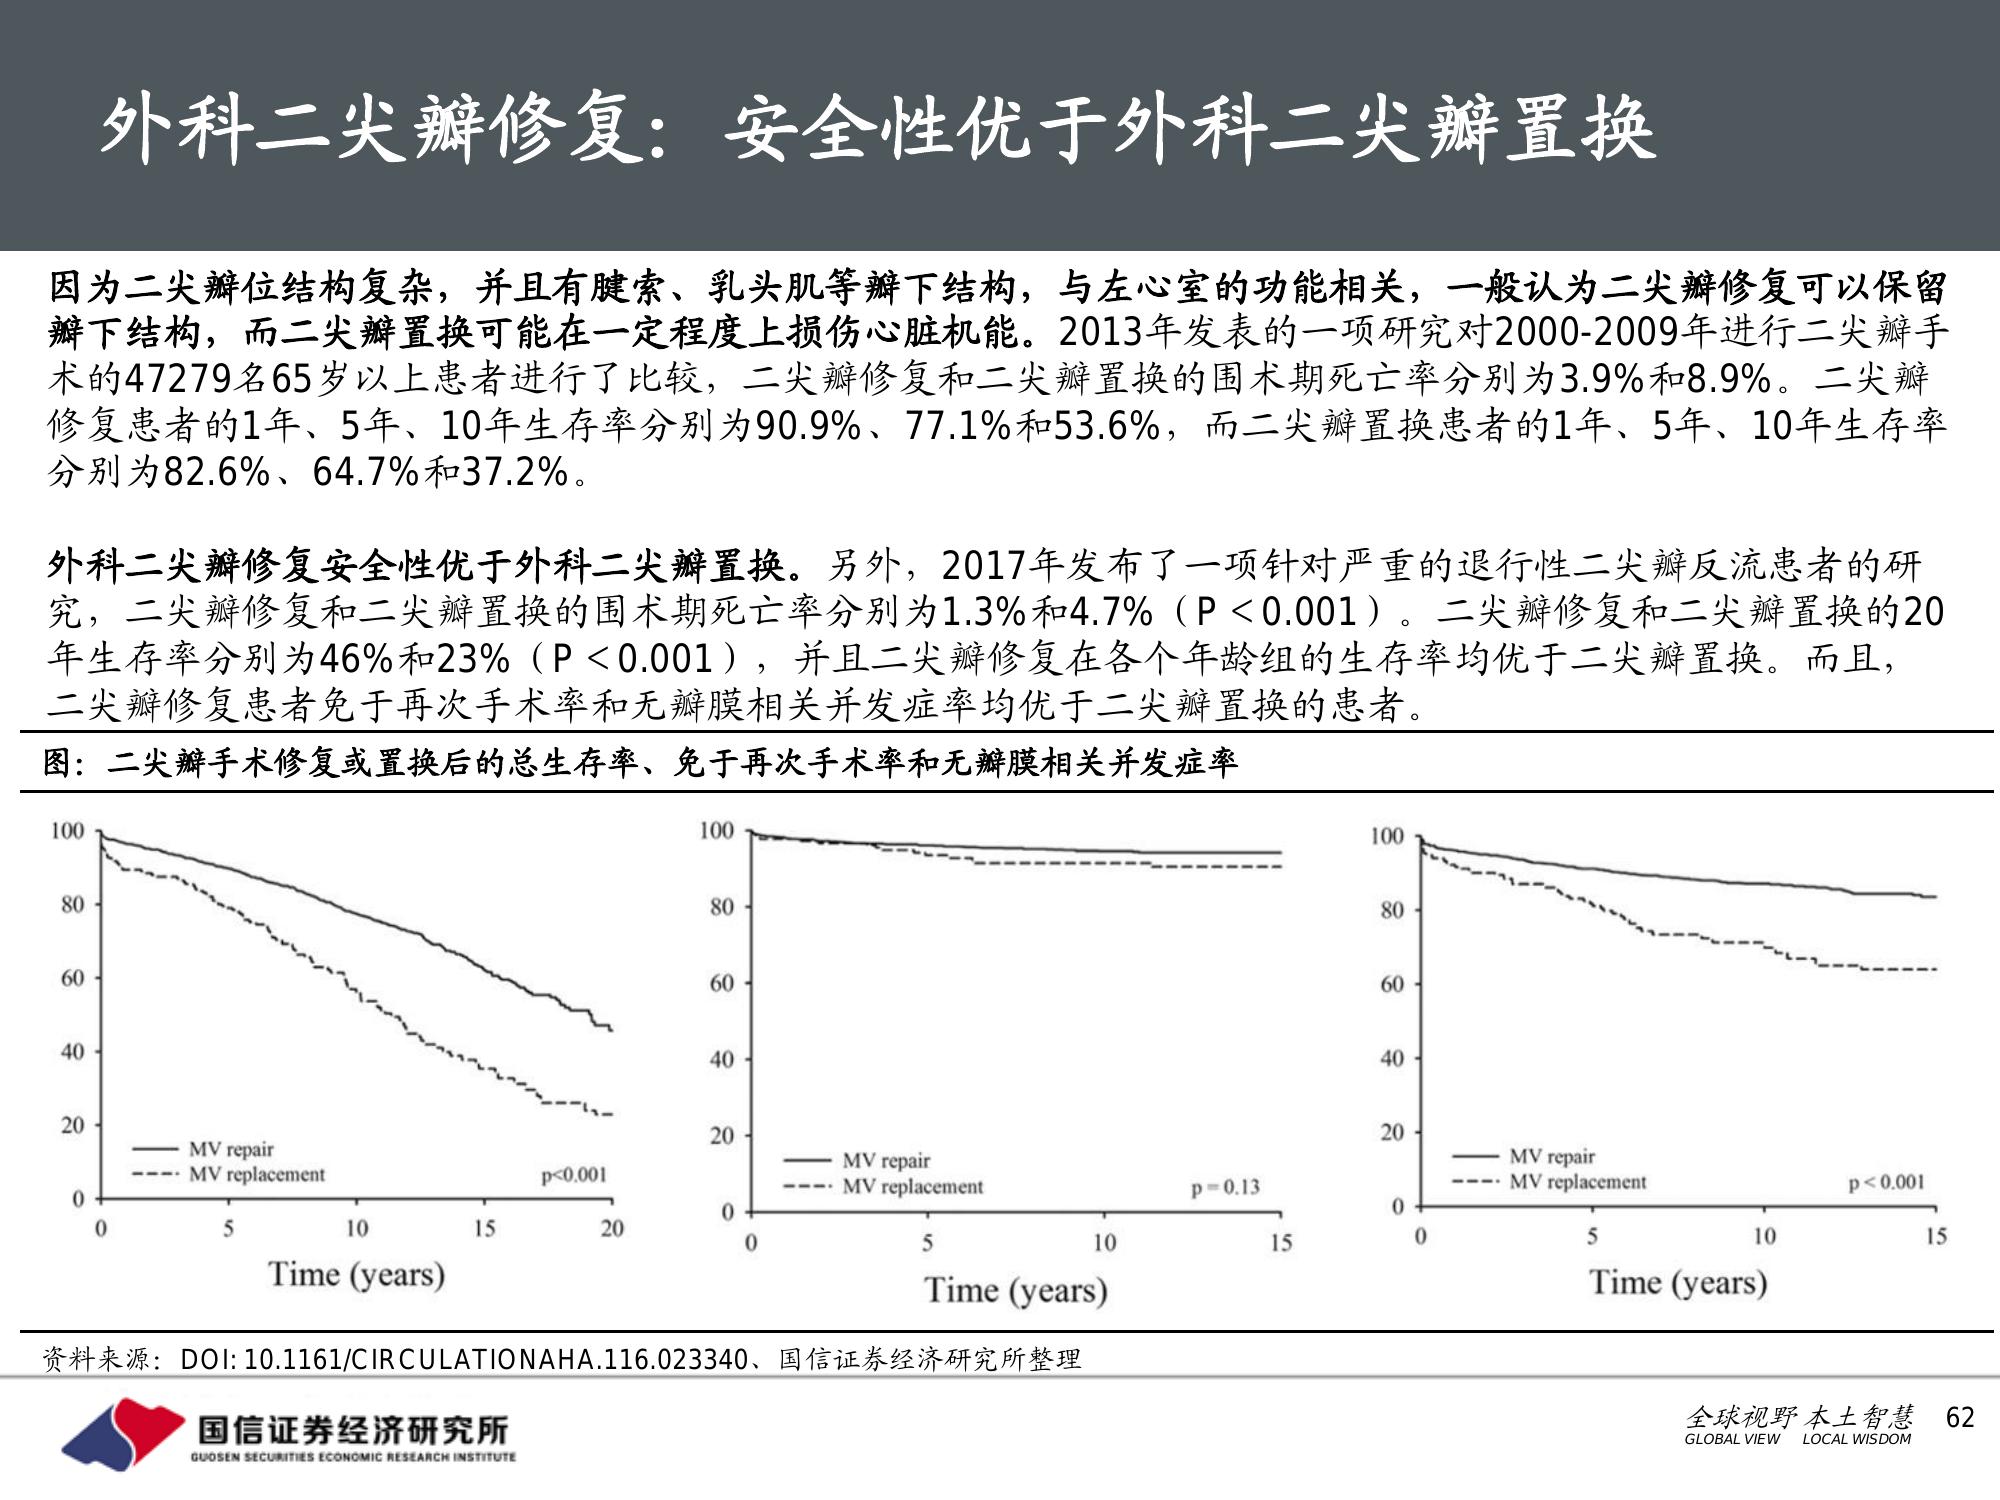 外科二尖瓣修复：安全性优于外科二尖瓣置换
因为二尖瓣位结构复杂，并且有腱索、乳头肌等瓣下结构，与左心室的功能相关，一般认为二尖瓣修复可以保留
瓣下结构，而二尖瓣置换可能在一定程度上损伤心脏机能。2013年发表的一项研究对2000-2009年进行二尖瓣手
术的47279名65岁以上患者进行了比较，二尖瓣修复和二尖瓣置换的围术期死亡率分别为3.9%和8.9%。二尖瓣
修复患者的1年、5年、10年生存率分别为90.9%、77.1%和53.6%，而二尖瓣置换患者的1年、5年、10年生存率
分别为82.6%、64.7%和37.2%。
外科二尖瓣修复安全性优于外科二尖瓣置换。另外，2017年发布了一项针对严重的退行性二尖瓣反流患者的研
究，二尖瓣修复和二尖瓣置换的围术期死亡率分别为1.3%和4.7%（P＜0.001）。二尖瓣修复和二尖瓣置换的20
年生存率分别为46%和23%（P＜0.001），并且二尖瓣修复在各个年龄组的生存率均优于二尖瓣置换。而且，
二尖瓣修复患者免于再次手术率和无瓣膜相关并发症率均优于二尖瓣置换的患者。
图：二尖瓣手术修复或置换后的总生存率、免于再次手术率和无瓣膜相关并发症率
100
80
60
40
20
0
MV repair
MV replacement
p<0.001
0 5 10 15 20
Time (years)
100
80
60
40
20
0
MV repair
MV replacement
p = 0.13
0 5 10 15
Time (years)
100
80
60
40
20
0
MV repair
MV replacement
p < 0.001
0 5 10 15
Time (years)
资料来源：DOI: 10.1161/CIRCULATIONAHA.116.023340、国信证券经济研究所整理
国信证券经济研究所
GUOSEN SECURITIES ECONOMIC RESEARCH INSTITUTE
全球视野 本土智慧
GLOBAL VIEW LOCAL WISDOM
62